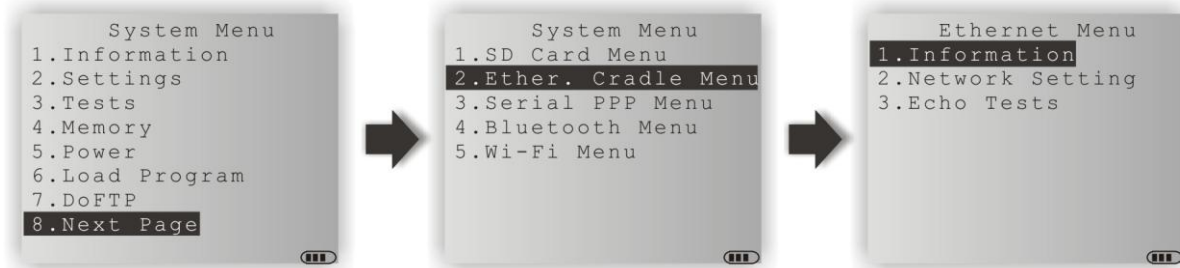 System Menu
1.Information
2.Settings
3.Tests
4.Memory
5.Power
6.Load Program
7.DoFTP
8.Next Page
System Menu
1.SD Card Menu
2.Ether. Cradle Menu
3.Serial PPP Menu
4.Bluetooth Menu
5.Wi-Fi Menu
Ethernet Menu
1.Information
2.Network Setting
3.Echo Tests